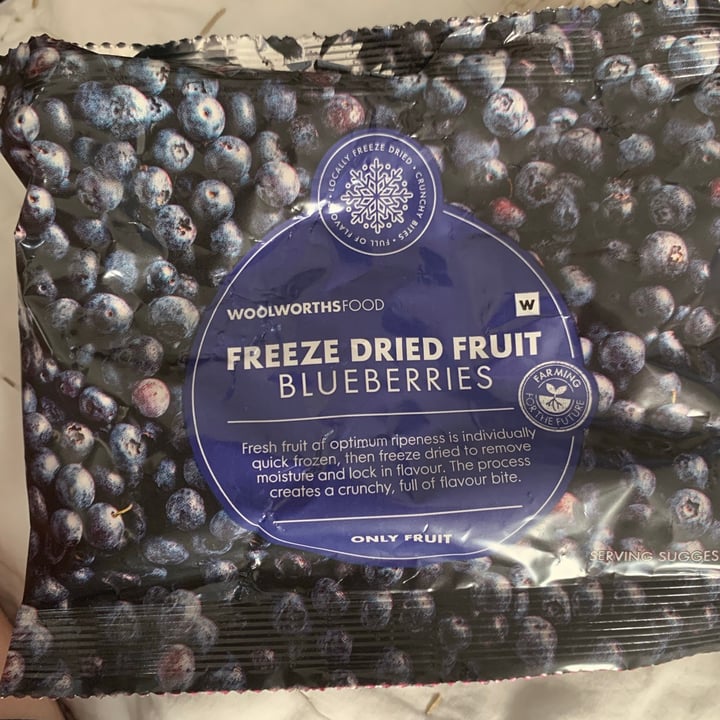 LOCALLY FREEZE DRIED • CRUNCHY BITES • FULL OF FLAVOUR •
WOOLWORTHSFOOD
W
FREEZE DRIED FRUIT
BLUEBERRIES
FARMING
FOR THE FUTURE
Fresh fruit of optimum ripeness is individually
quick frozen, then freeze dried to remove
moisture and lock in flavour. The process
creates a crunchy, full of flavour bite.
ONLY FRUIT
SERVING SUGGES